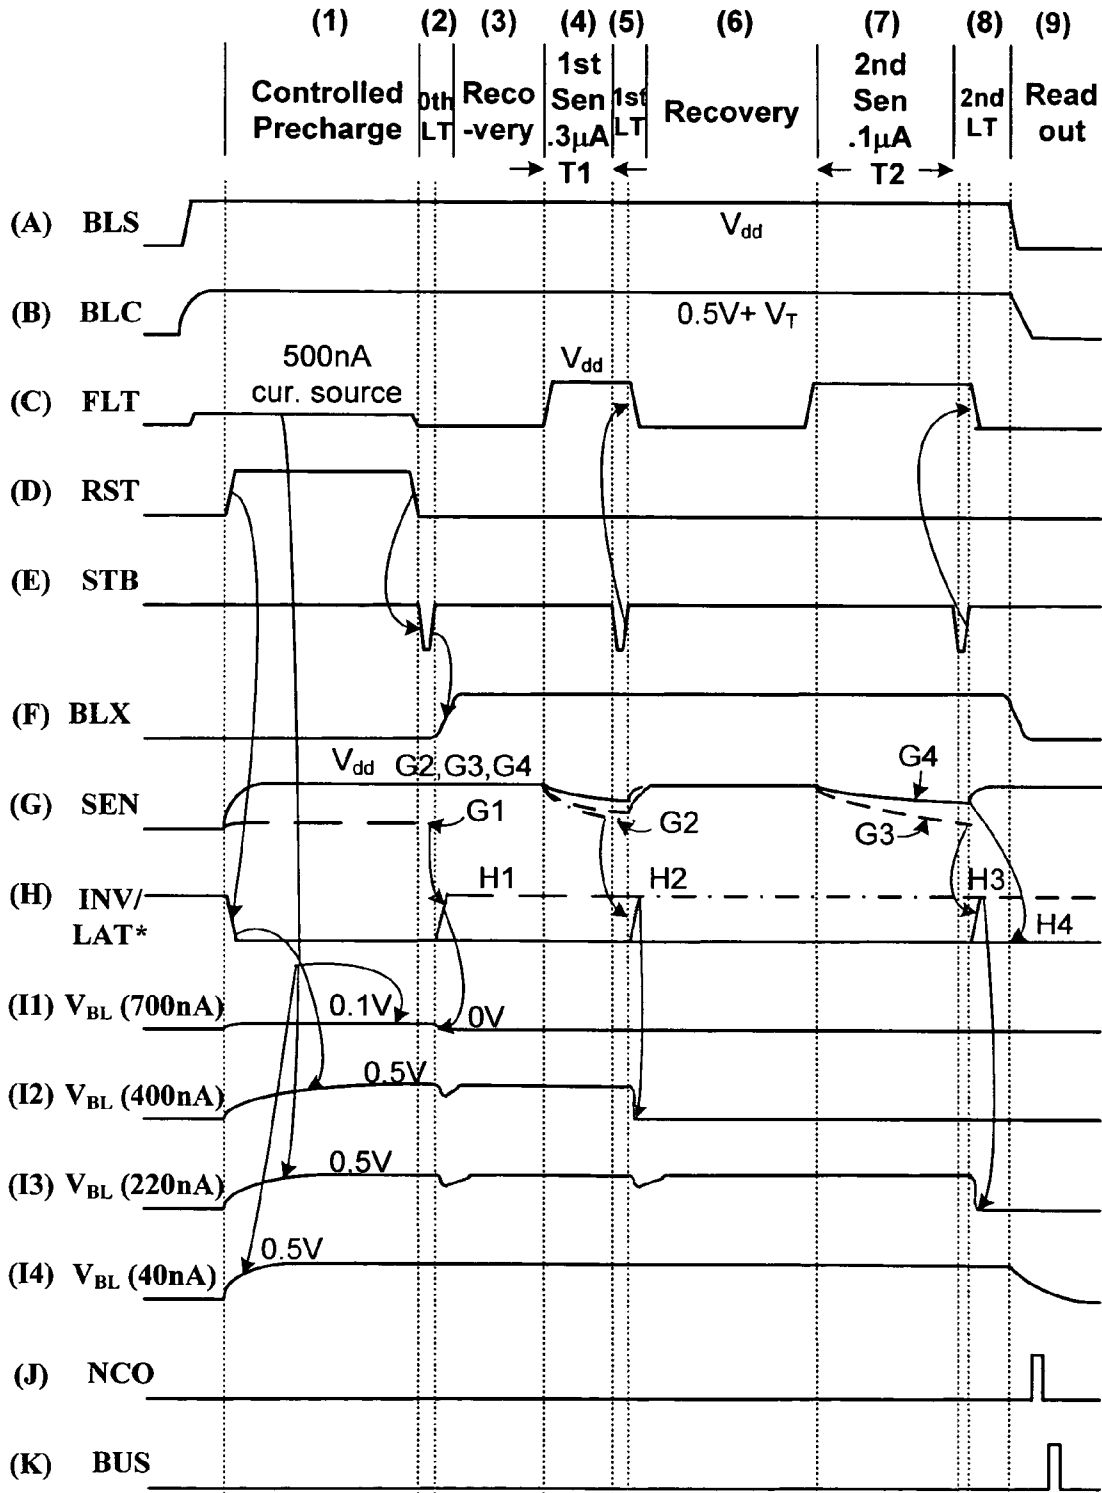 (1) (2) (3) (4) (5) (6) (7) (8) (9)
Controlled
Precharge
0th
LT
Reco
-very
1st
Sen
.3µA
T1
1st
LT
Recovery
2nd
Sen
.1µA
T2
2nd
LT
Read
out
(A) BLS
Vdd
(B) BLC
0.5V+ VT
(C) FLT
500nA
cur. source
Vdd
(D) RST
(E) STB
(F) BLX
(G) SEN
Vdd
G2,G3,G4
G1
G2
G3
G4
(H) INV/
LAT*
H1
H2
H3
H4
(I1) VBL (700nA)
0.1V
0V
(I2) VBL (400nA)
0.5V
(I3) VBL (220nA)
0.5V
(I4) VBL (40nA)
0.5V
(J) NCO
(K) BUS